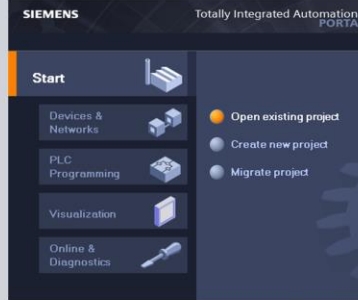 SIEMENS
Totally Integrated Automation
PORTA
Start
Devices &
Networks
PLC
Programming
Visualization
Online &
Diagnostics
Open existing project
Create new project
Migrate project